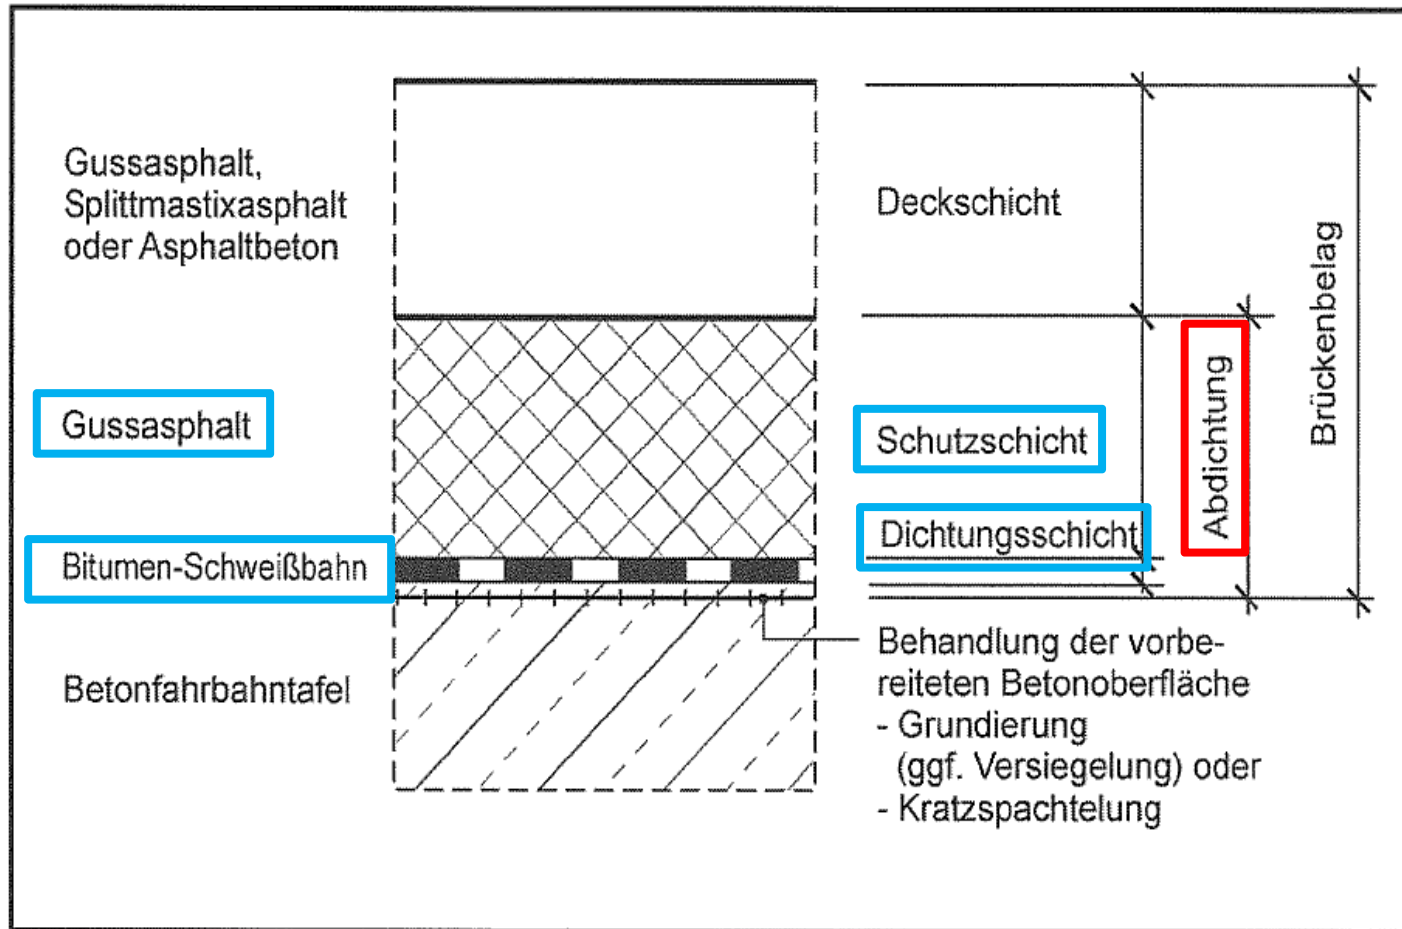 Gussasphalt,
Splittmastixasphalt
oder Asphaltbeton
Deckschicht
Brückenbelag
Gussasphalt
Schutzschicht
Abdichtung
Dichtungsschicht
Bitumen-Schweißbahn
Betonfahrbahntafel
Behandlung der vorbe-
reiteten Betonoberfläche
- Grundierung
(ggf. Versiegelung) oder
- Kratzspachtelung